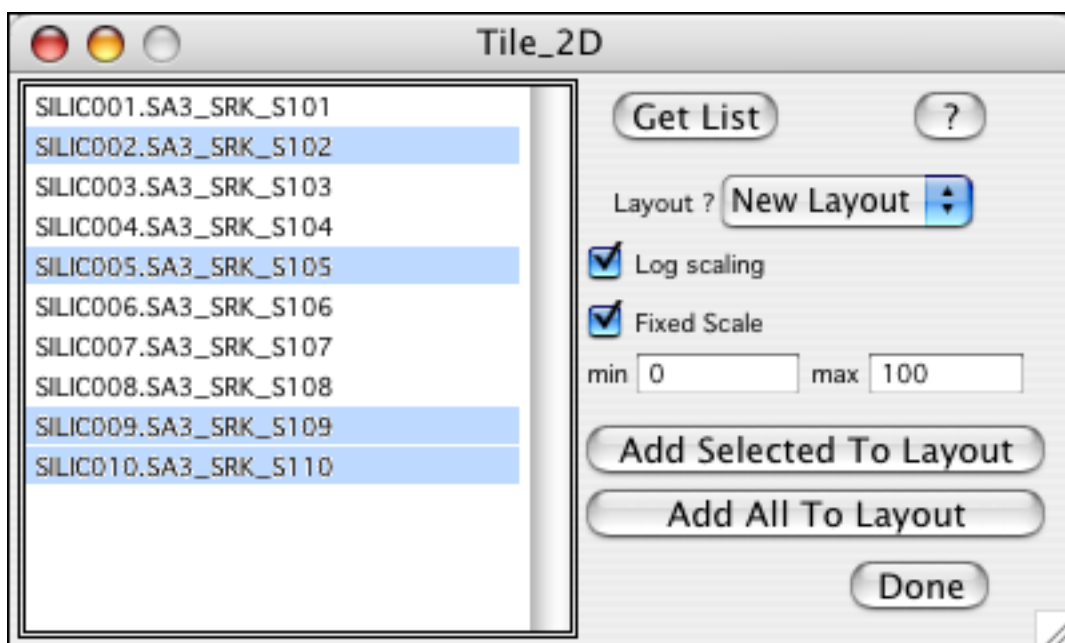 Tile_2D
SILIC001.SA3_SRK_S101
SILIC002.SA3_SRK_S102
SILIC003.SA3_SRK_S103
SILIC004.SA3_SRK_S104
SILIC005.SA3_SRK_S105
SILIC006.SA3_SRK_S106
SILIC007.SA3_SRK_S107
SILIC008.SA3_SRK_S108
SILIC009.SA3_SRK_S109
SILIC010.SA3_SRK_S110
Get List ?
Layout ? New Layout
Log scaling
Fixed Scale
min 0 max 100
Add Selected To Layout
Add All To Layout
Done